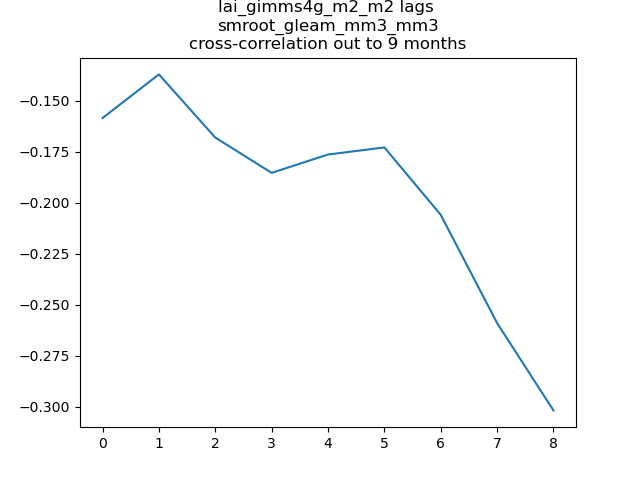 lai_gimms4g_m2_m2 lags
smroot_gleam_mm3_mm3
cross-correlation out to 9 months
−0.150
−0.175
−0.200
−0.225
−0.250
−0.275
−0.300
0 1 2 3 4 5 6 7 8